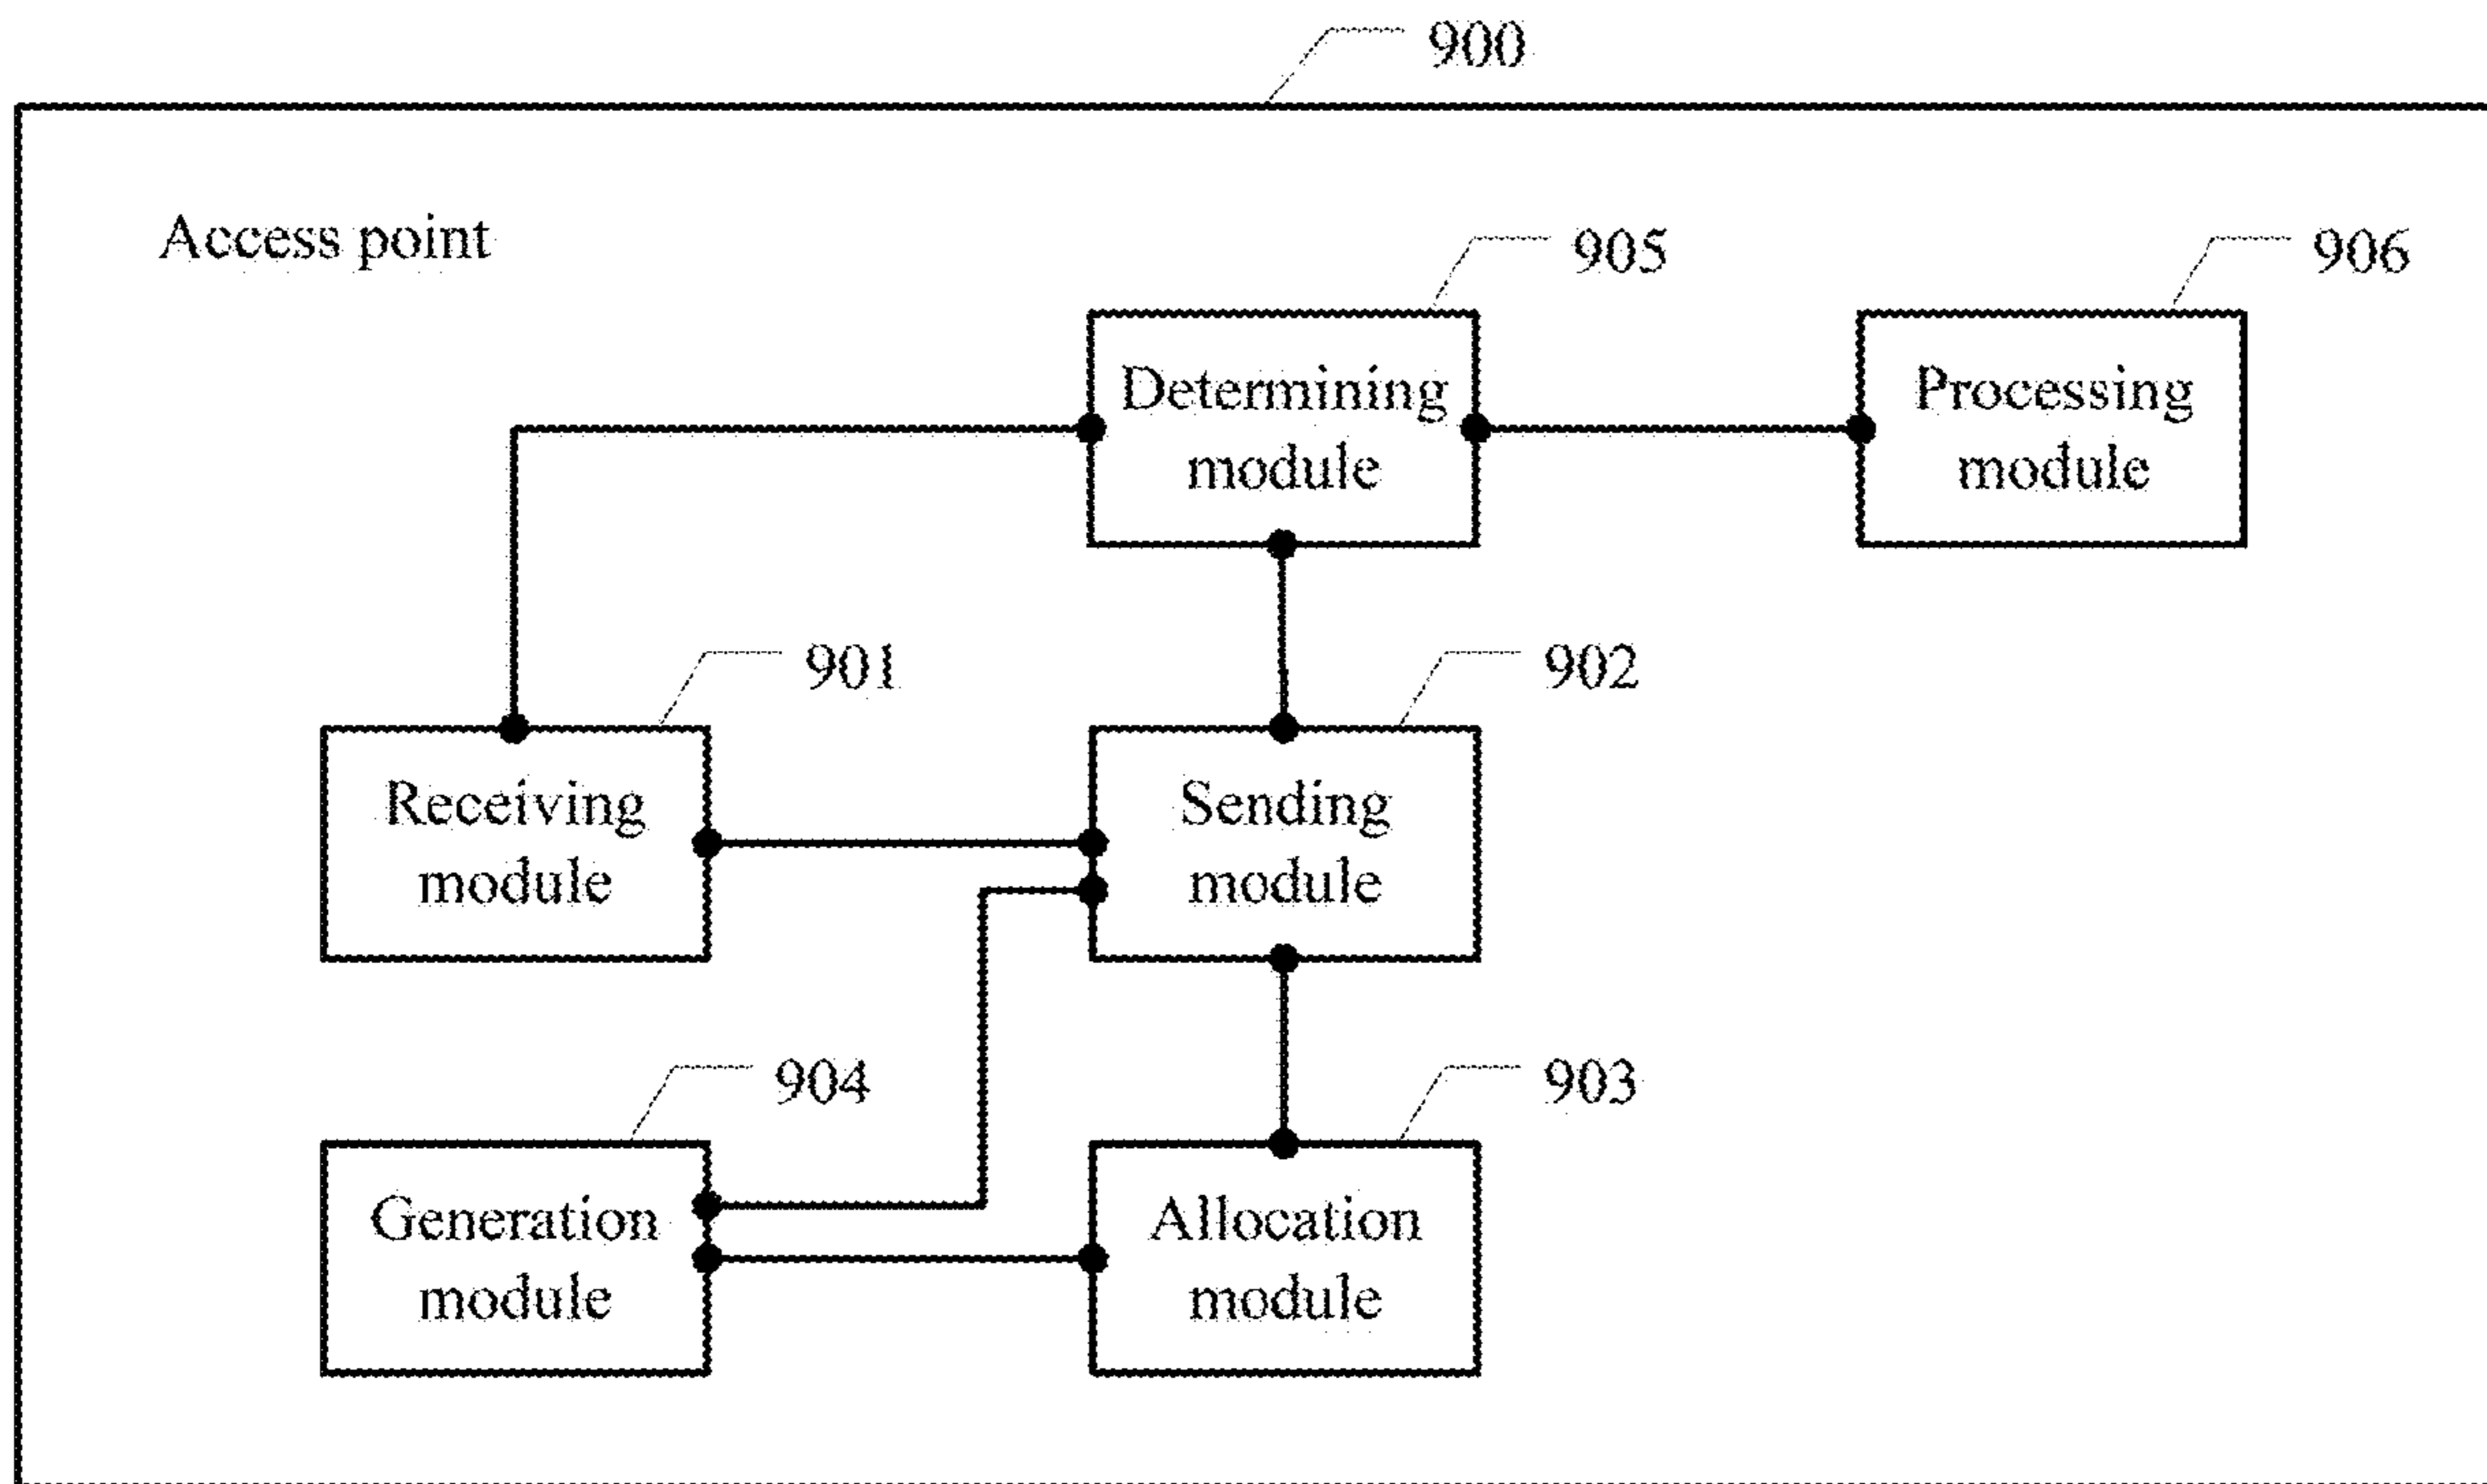 900
Access point
905
906
Determining
module
Processing
module
901
902
Receiving
module
Sending
module
904
903
Generation
module
Allocation
module